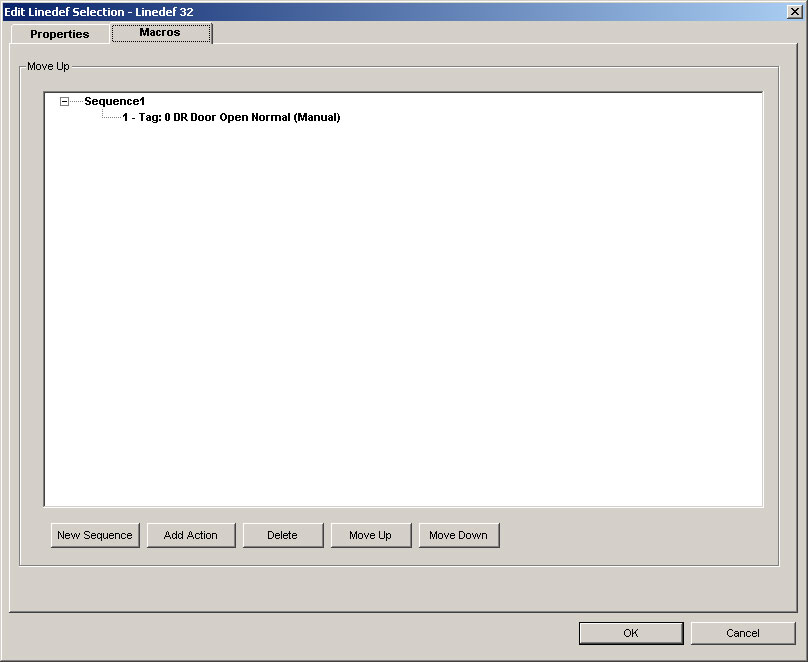 Edit Linedef Selection - Linedef 32
Properties
Macros
Move Up
Sequence1
1 - Tag: 0 DR Door Open Normal (Manual)
New Sequence
Add Action
Delete
Move Up
Move Down
OK
Cancel